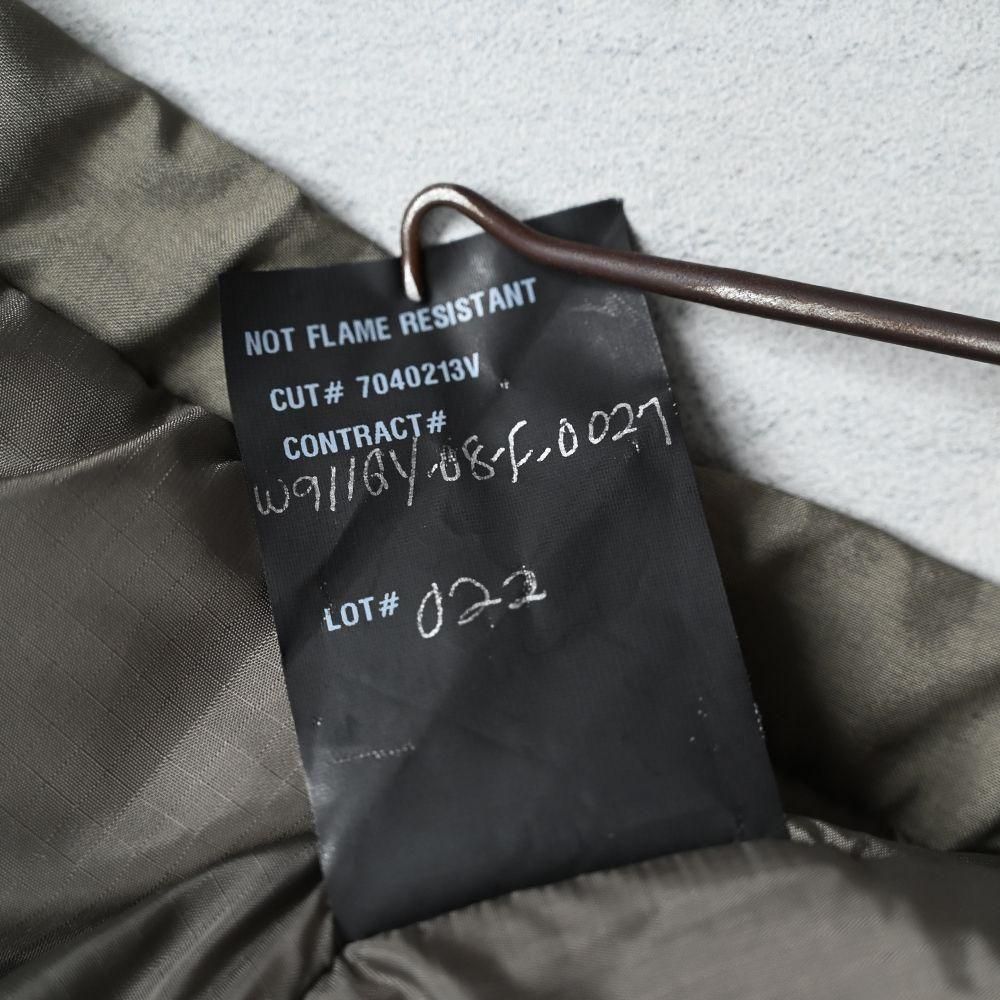 NOT FLAME RESISTANT
CUT# 7040213V
CONTRACT#
W911QY-08-F-0027
LOT# 022